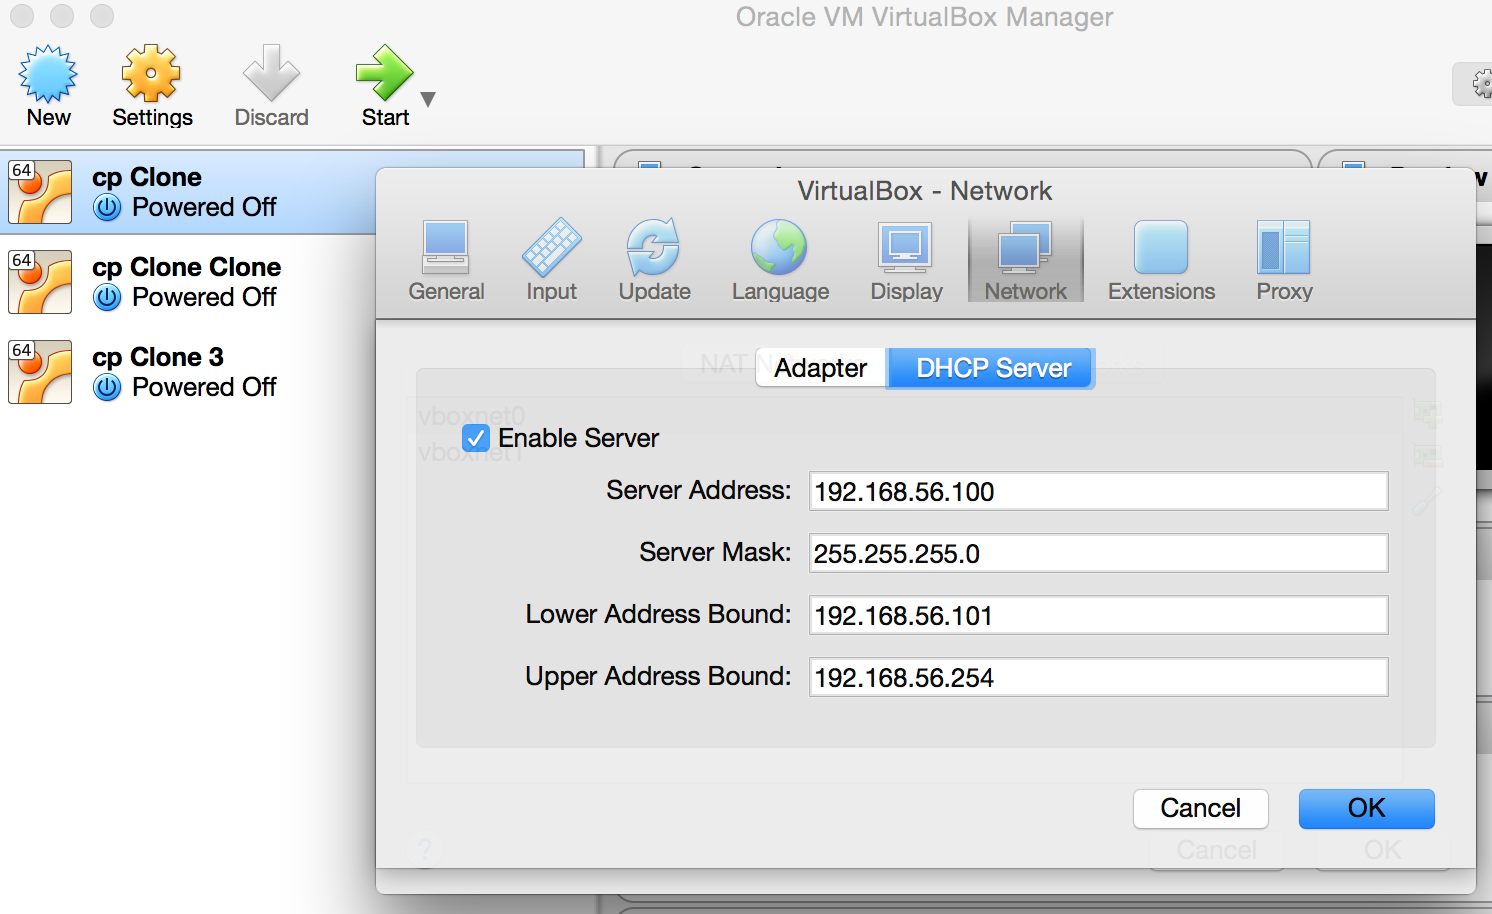 Oracle VM VirtualBox Manager
New
Settings
Discard
Start
64
cp Clone
Powered Off
64
cp Clone Clone
Powered Off
64
cp Clone 3
Powered Off
VirtualBox - Network
General
Input
Update
Language
Display
Network
Extensions
Proxy
NAT
Adapter
DHCP Server
vboxnet0
vboxnet1
Enable Server
Server Address:
192.168.56.100
Server Mask:
255.255.255.0
Lower Address Bound:
192.168.56.101
Upper Address Bound:
192.168.56.254
Cancel
OK
?
Cancel
OK